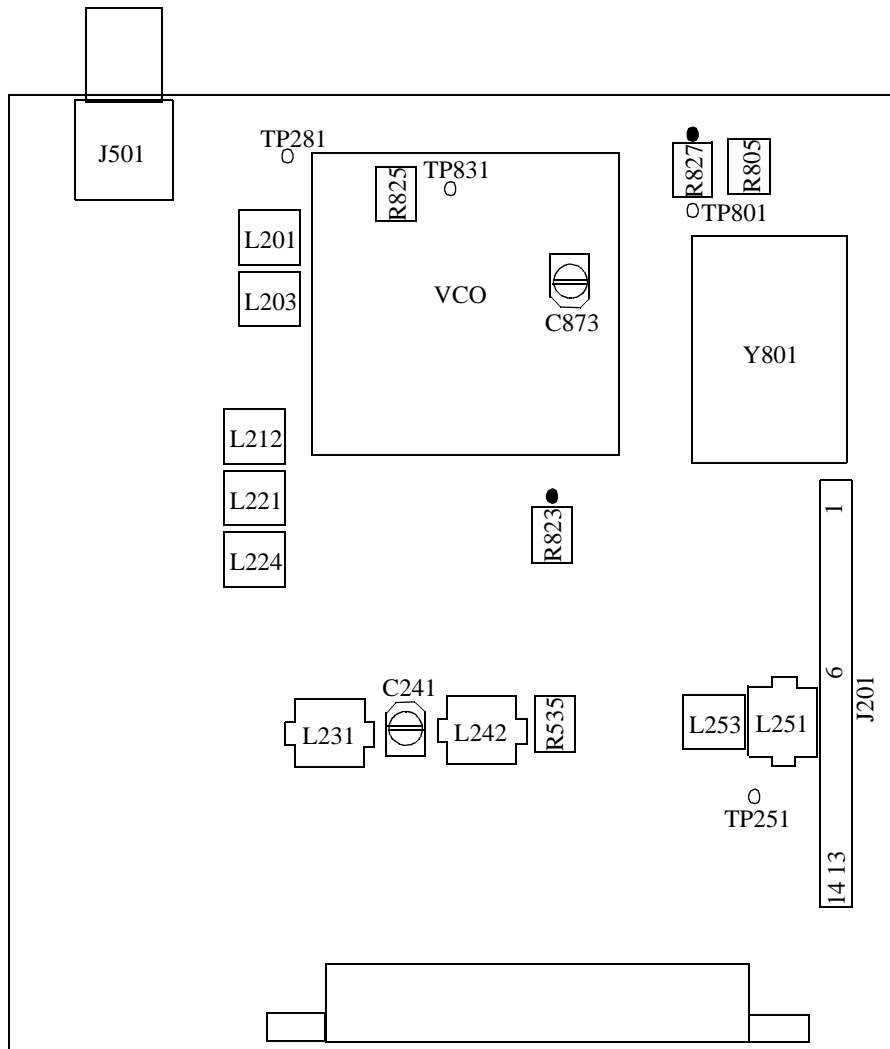 J501
TP281
TP831
R825
R827
R805
TP801
L201
L203
VCO
C873
Y801
L212
L221
L224
R823
1
6
J201
C241
L231
L242
R535
L253
L251
TP251
14 13